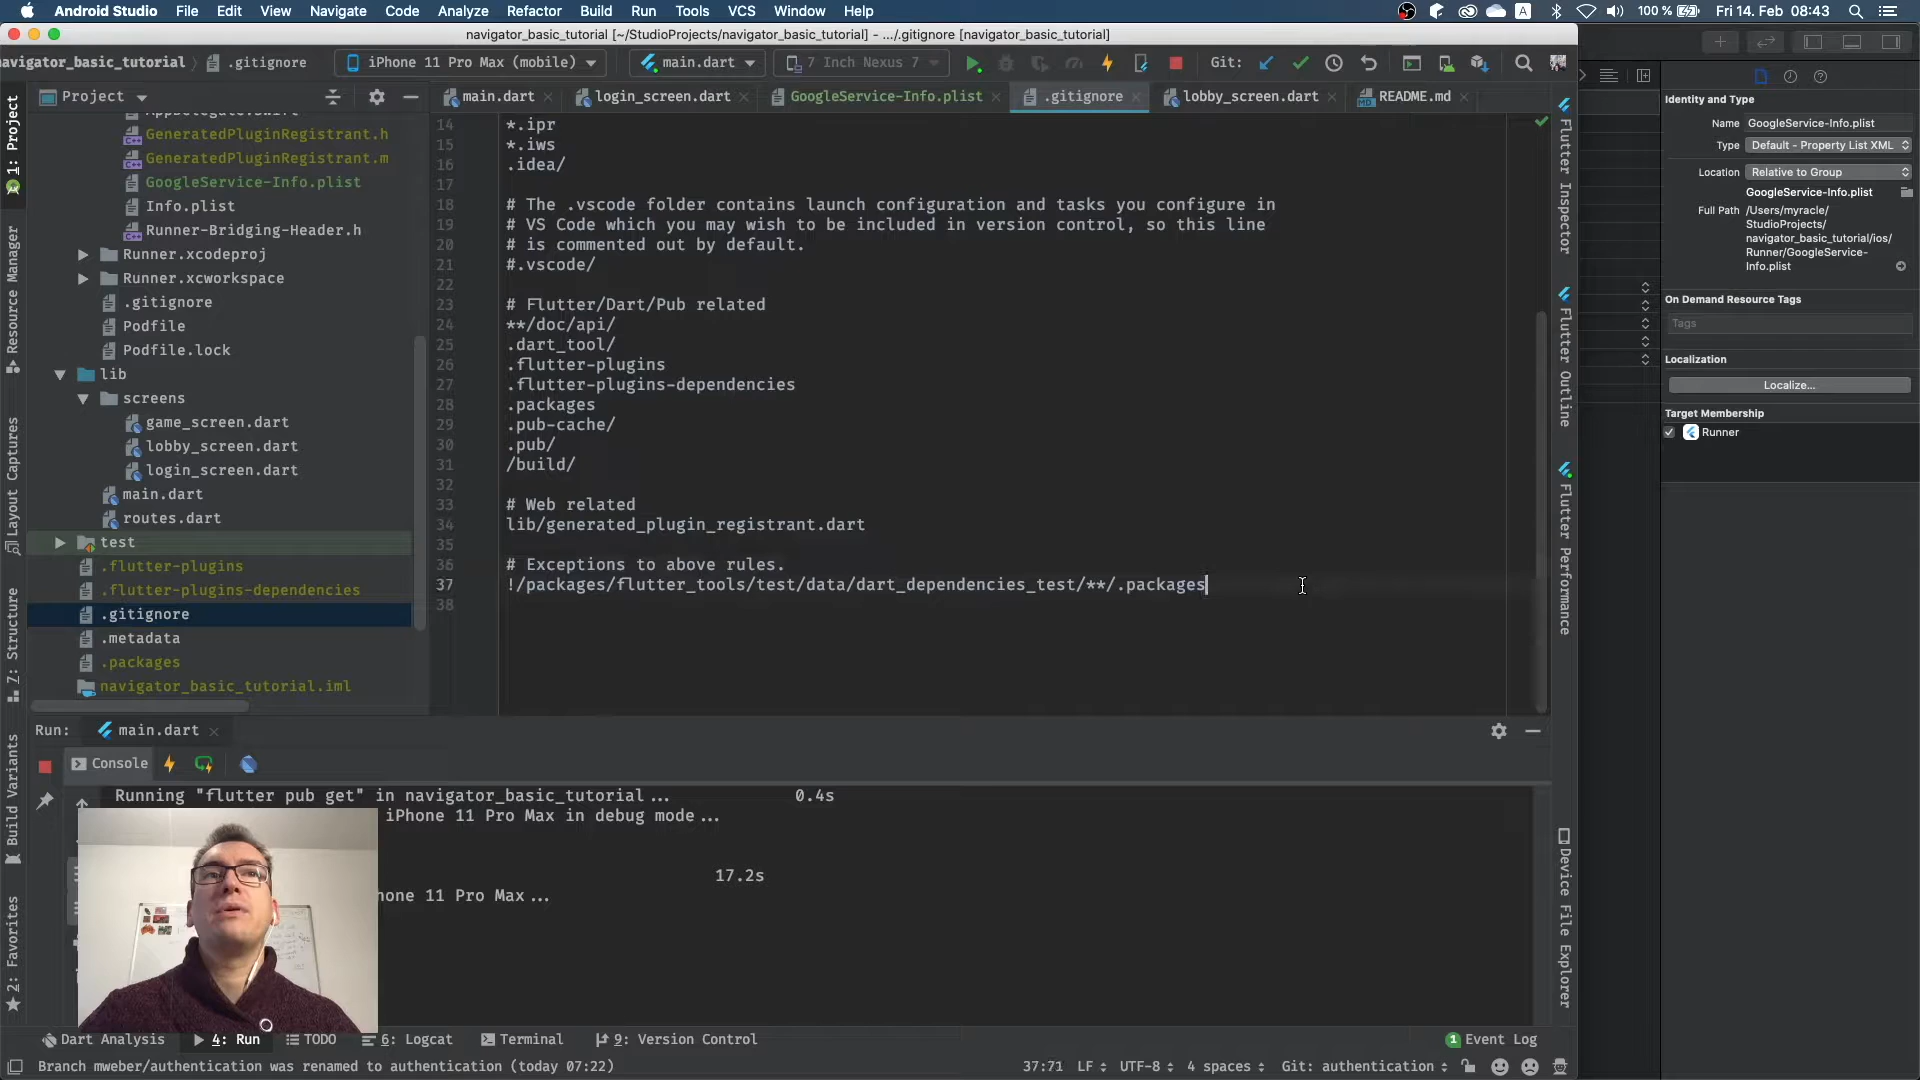 Android Studio File Edit View Navigate Code Analyze Refactor Build Run Tools VCS Window Help
A 100 % Fri 14. Feb 08:43
navigator_basic_tutorial [~/StudioProjects/navigator_basic_tutorial] - .../.gitignore [navigator_basic_tutorial]
navigator_basic_tutorial .gitignore iPhone 11 Pro Max (mobile) main.dart 7 Inch Nexus 7 Git:
Project
main.dart login_screen.dart GoogleService-Info.plist .gitignore lobby_screen.dart README.md
1: Project
Resource Manager
Layout Captures
7: Structure
Build Variants
2: Favorites
GeneratedPluginRegistrant.h
GeneratedPluginRegistrant.m
GoogleService-Info.plist
Info.plist
Runner-Bridging-Header.h
Runner.xcodeproj
Runner.xcworkspace
.gitignore
Podfile
Podfile.lock
lib
screens
game_screen.dart
lobby_screen.dart
login_screen.dart
main.dart
routes.dart
test
.flutter-plugins
.flutter-plugins-dependencies
.gitignore
.metadata
.packages
navigator_basic_tutorial.iml
14 *.ipr
15 *.iws
16 .idea/
17
18 # The .vscode folder contains launch configuration and tasks you configure in
19 # VS Code which you may wish to be included in version control, so this line
20 # is commented out by default.
21 #.vscode/
22
23 # Flutter/Dart/Pub related
24 **/doc/api/
25 .dart_tool/
26 .flutter-plugins
27 .flutter-plugins-dependencies
28 .packages
29 .pub-cache/
30 .pub/
31 /build/
32
33 # Web related
34 lib/generated_plugin_registrant.dart
35
36 # Exceptions to above rules.
37 !/packages/flutter_tools/test/data/dart_dependencies_test/**/.packages
38
Flutter Inspector
Flutter Outline
Flutter Performance
Device File Explorer
Identity and Type
Name GoogleService-Info.plist
Type Default - Property List XML
Location Relative to Group
GoogleService-Info.plist
Full Path /Users/myracle/
StudioProjects/
navigator_basic_tutorial/ios/
Runner/GoogleService-
Info.plist
On Demand Resource Tags
Tags
Localization
Localize...
Target Membership
Runner
Run: main.dart
Console
Running "flutter pub get" in navigator_basic_tutorial... 0.4s
iPhone 11 Pro Max in debug mode...
17.2s
hone 11 Pro Max...
Dart Analysis 4: Run TODO 6: Logcat Terminal 9: Version Control 1 Event Log
Branch mweber/authentication was renamed to authentication (today 07:22) 37:71 LF UTF-8 4 spaces Git: authentication